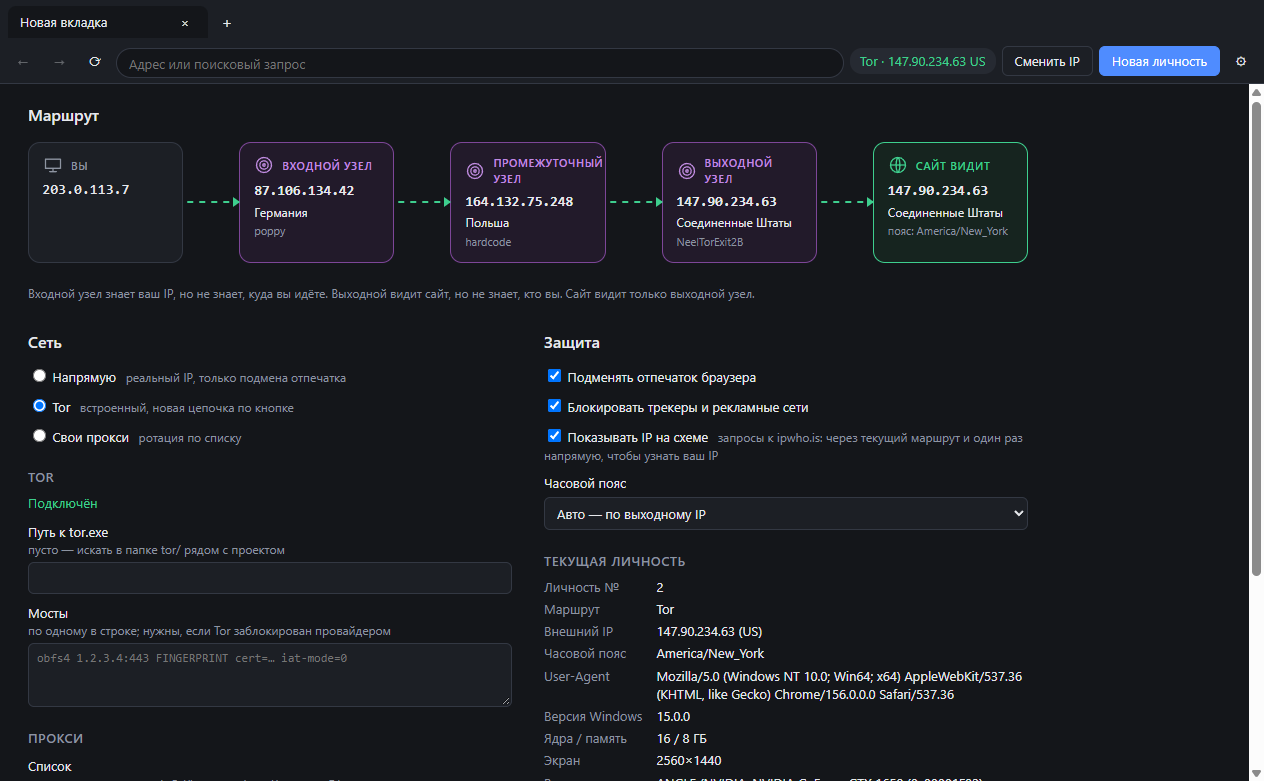 Новая вкладка × +
← → ⟳ Адрес или поисковый запрос Tor · 147.90.234.63 US Сменить IP Новая личность ⚙
Маршрут
ВЫ
203.0.113.7
ВХОДНОЙ УЗЕЛ
87.106.134.42
Германия
poppy
ПРОМЕЖУТОЧНЫЙ
УЗЕЛ
164.132.75.248
Польша
hardcode
ВЫХОДНОЙ
УЗЕЛ
147.90.234.63
Соединенные Штаты
NeelTorExit2B
САЙТ ВИДИТ
147.90.234.63
Соединенные Штаты
пояс: America/New_York
Входной узел знает ваш IP, но не знает, куда вы идёте. Выходной видит сайт, но не знает, кто вы. Сайт видит только выходной узел.
Сеть
Напрямую реальный IP, только подмена отпечатка
Tor встроенный, новая цепочка по кнопке
Свои прокси ротация по списку
TOR
Подключён
Путь к tor.exe
пусто — искать в папке tor/ рядом с проектом
Мосты
по одному в строке; нужны, если Tor заблокирован провайдером
obfs4 1.2.3.4:443 FINGERPRINT cert=… iat-mode=0
ПРОКСИ
Список
Защита
Подменять отпечаток браузера
Блокировать трекеры и рекламные сети
Показывать IP на схеме запросы к ipwho.is: через текущий маршрут и один раз
напрямую, чтобы узнать ваш IP
Часовой пояс
Авто — по выходному IP
ТЕКУЩАЯ ЛИЧНОСТЬ
Личность № 2
Маршрут Tor
Внешний IP 147.90.234.63 (US)
Часовой пояс America/New_York
User-Agent Mozilla/5.0 (Windows NT 10.0; Win64; x64) AppleWebKit/537.36
(KHTML, like Gecko) Chrome/156.0.0.0 Safari/537.36
Версия Windows 15.0.0
Ядра / память 16 / 8 ГБ
Экран 2560×1440